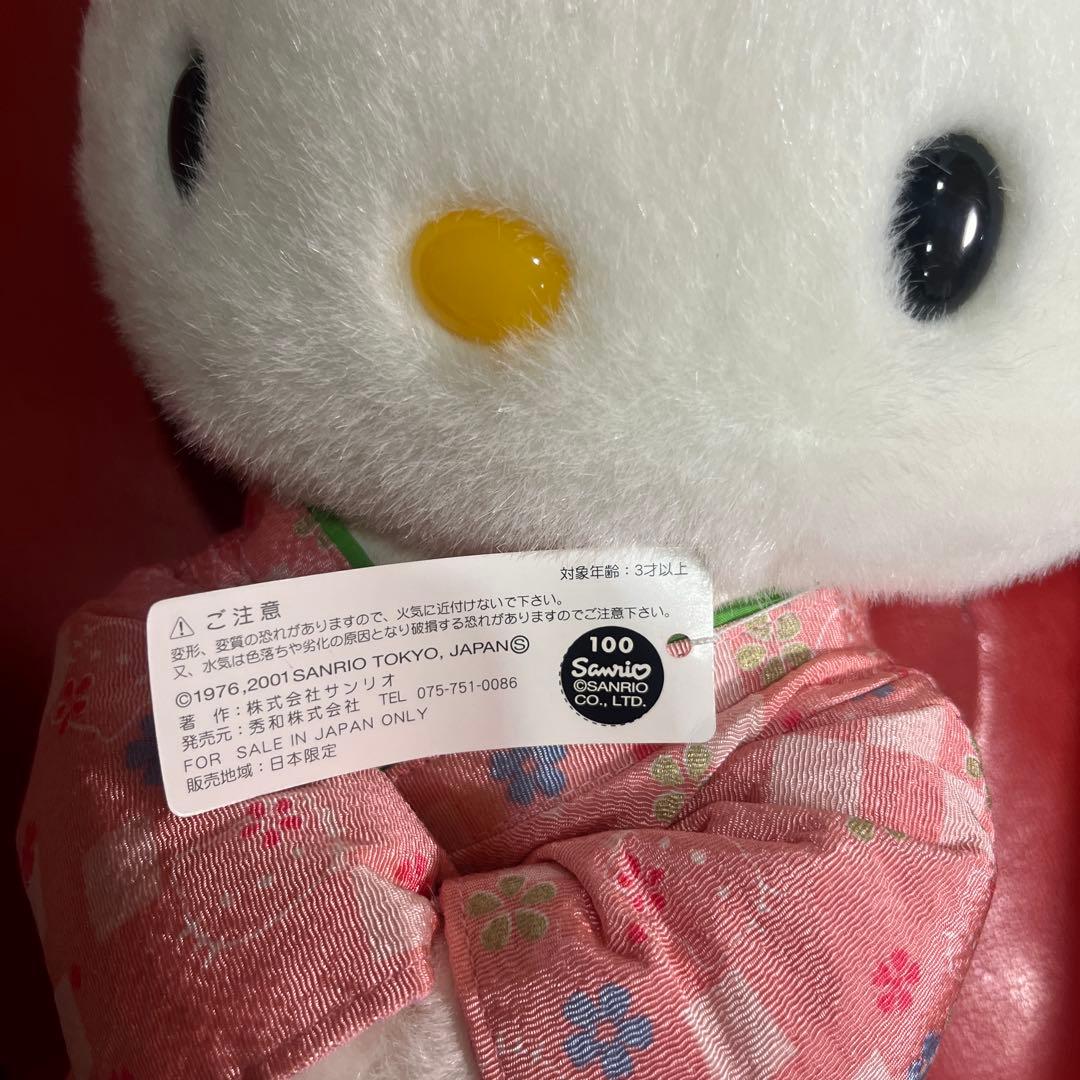 対象年齢：3才以上
⚠ ご注意
変形、変質の恐れがありますので、火気に近付けないで下さい。
又、水気は色落ちや劣化の原因となり破損する恐れがありますのでご注意下さい。
©1976,2001SANRIO TOKYO, JAPANⓈ
著　作：株式会社サンリオ
発売元：秀和株式会社　TEL 075-751-0086
FOR SALE IN JAPAN ONLY
販売地域：日本限定
100
Sanrio
©SANRIO
CO., LTD.